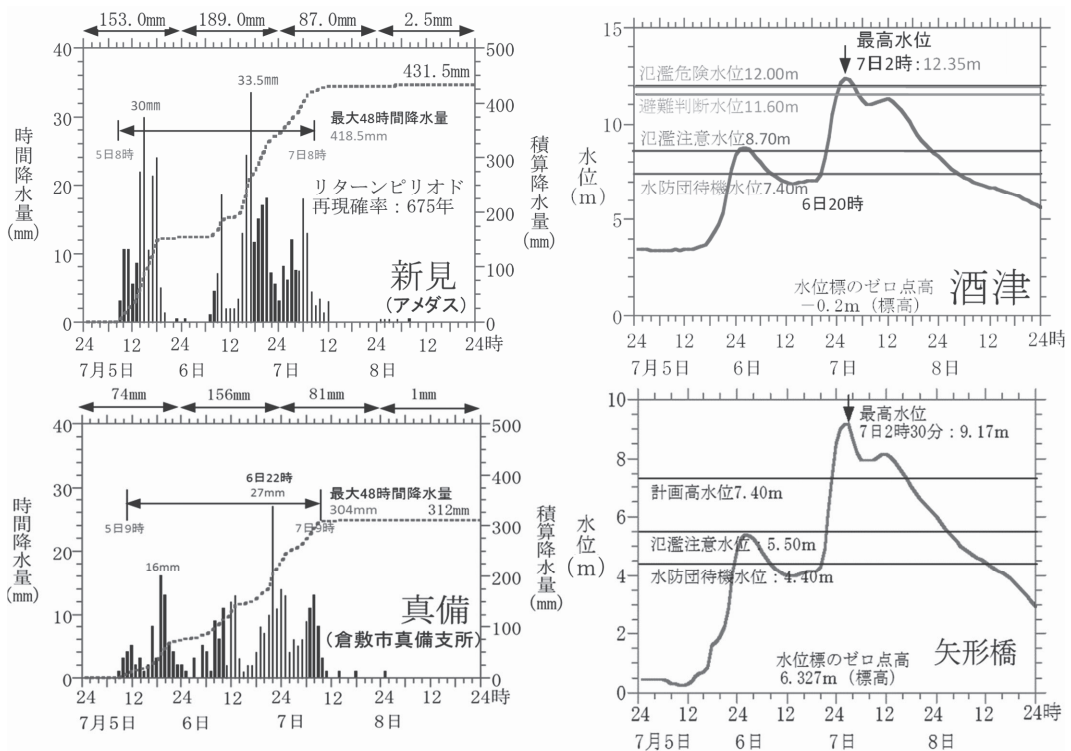 153.0mm 189.0mm 87.0mm 2.5mm
40
30
20
10
0
時間降水量
(mm)
500
400
300
200
100
0
積算降水量
(mm)
431.5mm
33.5mm
30mm
最大48時間降水量
418.5mm
5日8時
7日8時
リターンピリオド
再現確率：675年
新見
(アメダス)
24 12 24 12 24 12 24 12 24時
7月5日 6日 7日 8日
15
10
5
0
水位
(m)
最高水位
7日2時：12.35m
氾濫危険水位12.00m
避難判断水位11.60m
氾濫注意水位8.70m
水防団待機水位7.40m
6日20時
水位標のゼロ点高
－0.2m（標高）
酒津
24 12 24 12 24 12 24 12 24時
7月5日 6日 7日 8日
74mm 156mm 81mm 1mm
40
30
20
10
0
時間降水量
(mm)
500
400
300
200
100
0
積算降水量
(mm)
6日22時
27mm
最大48時間降水量
304mm
312mm
5日9時
7日9時
16mm
真備
(倉敷市真備支所)
24 12 24 12 24 12 24 12 24時
7月5日 6日 7日 8日
10
8
6
4
2
0
水位
(m)
最高水位
7日2時30分：9.17m
計画高水位7.40m
氾濫注意水位：5.50m
水防団待機水位：4.40m
水位標のゼロ点高
6.327m（標高）
矢形橋
24 12 24 12 24 12 24 12 24時
7月5日 6日 7日 8日